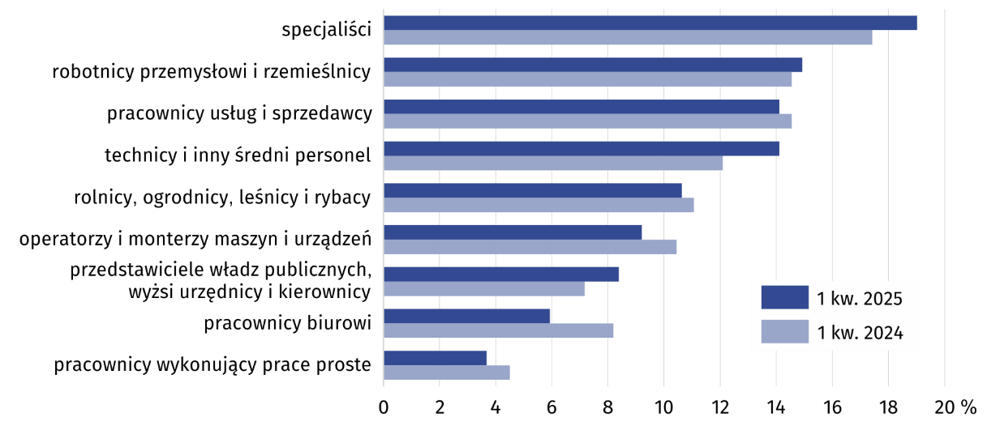 specjaliści
robotnicy przemysłowi i rzemieślnicy
pracownicy usług i sprzedawcy
technicy i inny średni personel
rolnicy, ogrodnicy, leśnicy i rybacy
operatorzy i monterzy maszyn i urządzeń
przedstawiciele władz publicznych,
wyżsi urzędnicy i kierownicy
pracownicy biurowi
pracownicy wykonujący prace proste
1 kw. 2025
1 kw. 2024
0 2 4 6 8 10 12 14 16 18 20 %